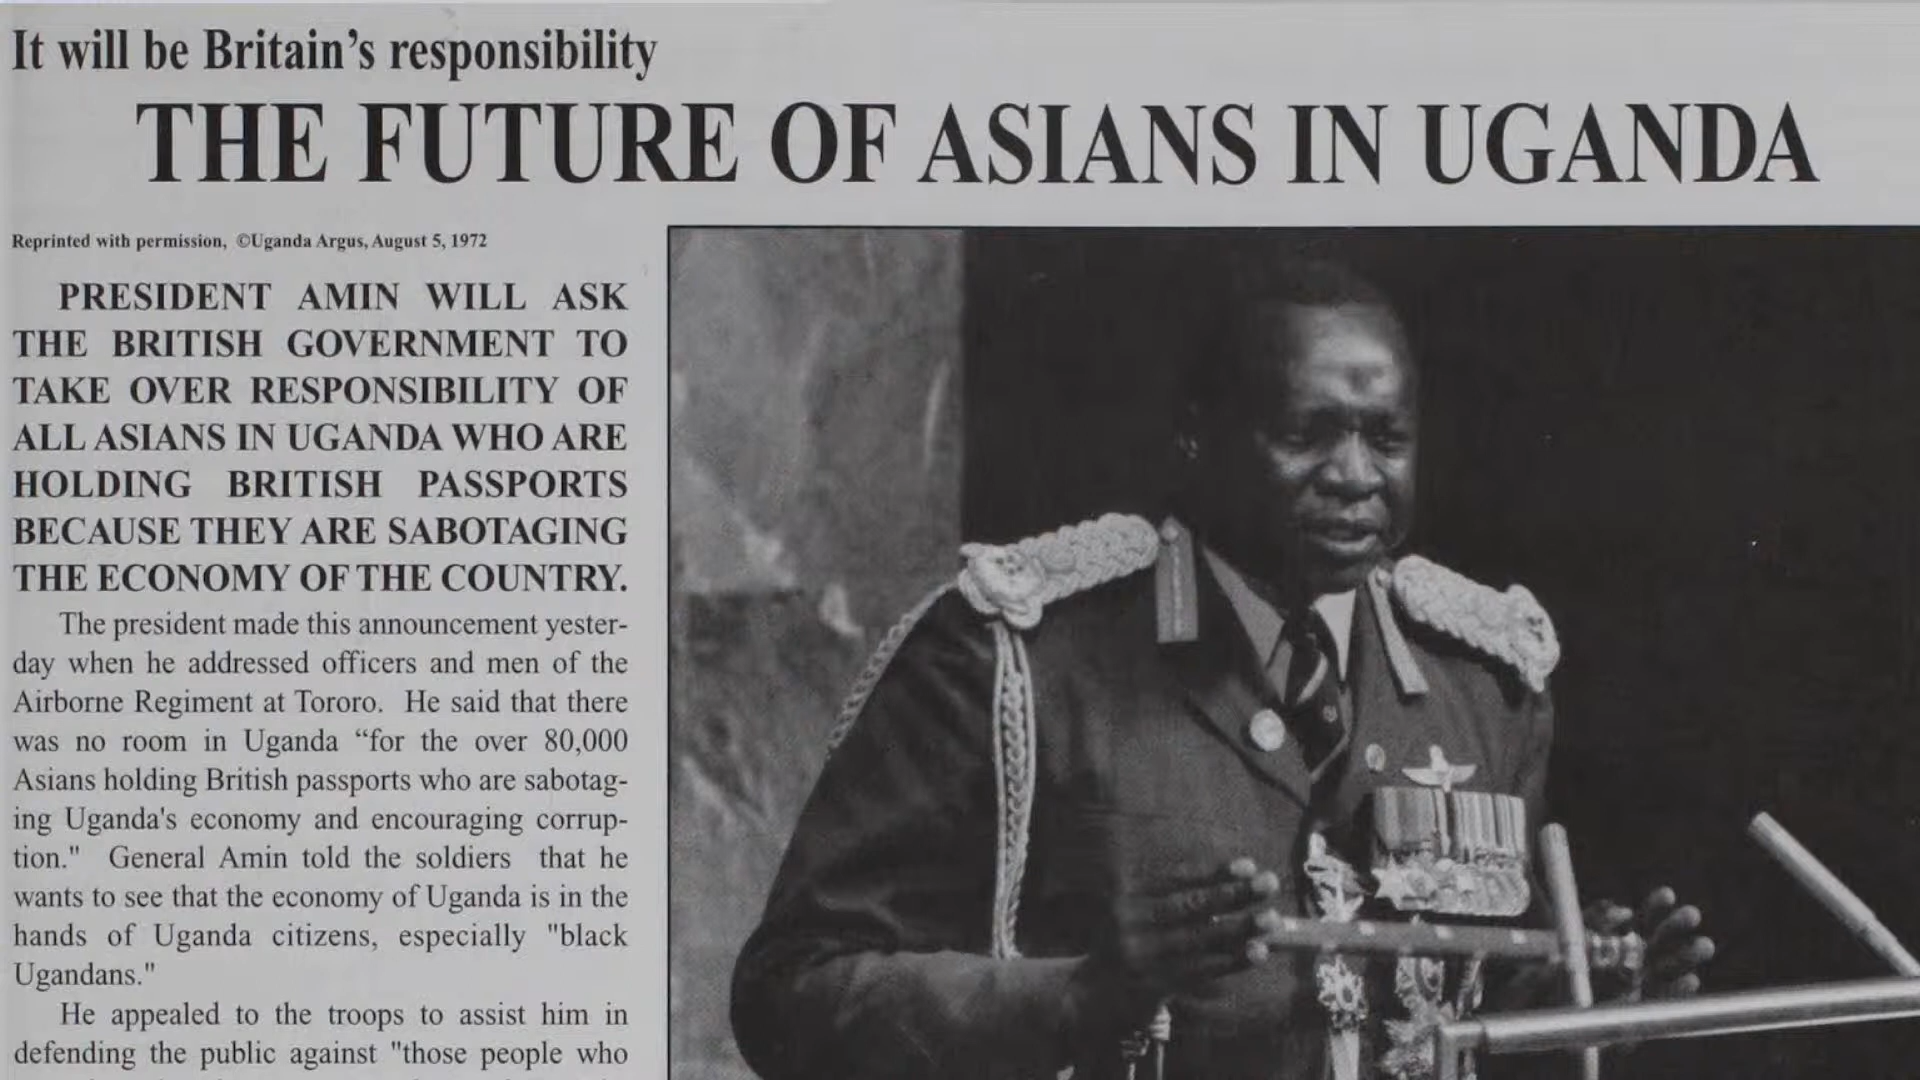 It will be Britain’s responsibility
THE FUTURE OF ASIANS IN UGANDA
Reprinted with permission, ©Uganda Argus, August 5, 1972
PRESIDENT AMIN WILL ASK
THE BRITISH GOVERNMENT TO
TAKE OVER RESPONSIBILITY OF
ALL ASIANS IN UGANDA WHO ARE
HOLDING BRITISH PASSPORTS
BECAUSE THEY ARE SABOTAGING
THE ECONOMY OF THE COUNTRY.
The president made this announcement yester-
day when he addressed officers and men of the
Airborne Regiment at Tororo. He said that there
was no room in Uganda “for the over 80,000
Asians holding British passports who are sabotag-
ing Uganda's economy and encouraging corrup-
tion." General Amin told the soldiers that he
wants to see that the economy of Uganda is in the
hands of Uganda citizens, especially "black
Ugandans."
He appealed to the troops to assist him in
defending the public against "those people who